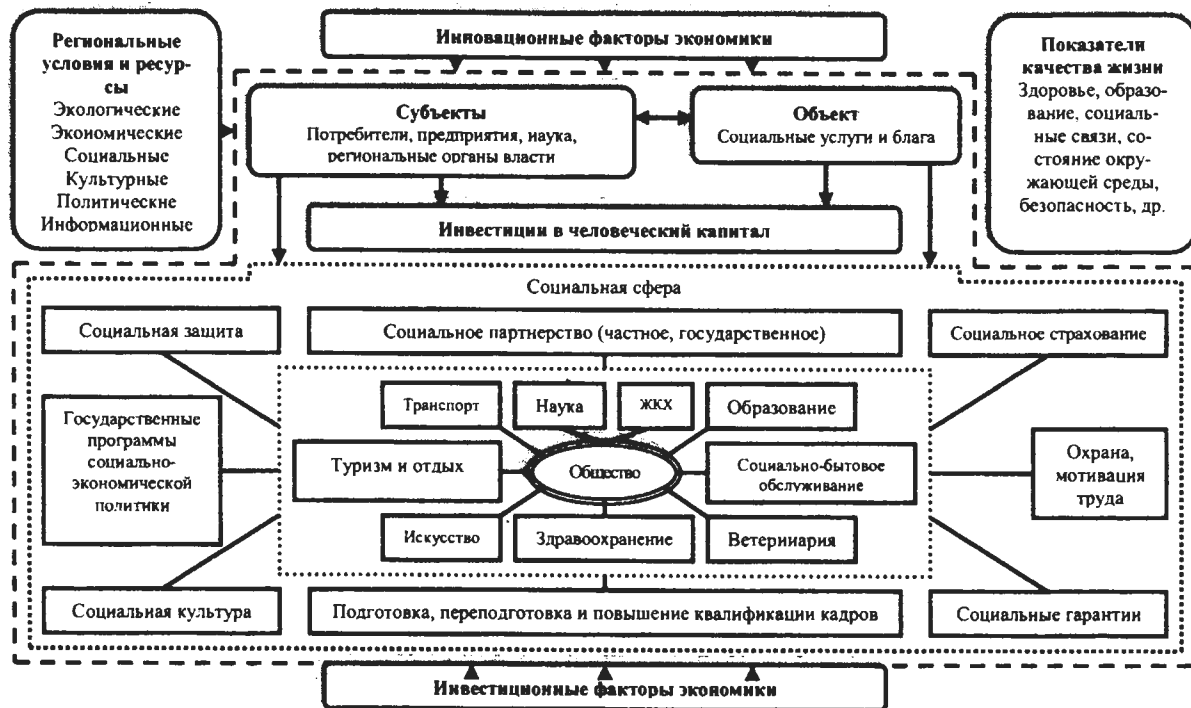 Региональные
условия и ресур-
сы
Экологические
Экономические
Социальные
Культурные
Политические
Информационные
Инновационные факторы экономики
Показатели
качества жизни
Здоровье, образо-
вание, социаль-
ные связи, со-
стояние окру-
жающей среды,
безопасность, др.
Субъекты
Потребители, предприятия, наука,
региональные органы власти
Объект
Социальные услуги и блага
Инвестиции в человеческий капитал
Социальная сфера
Социальная защита
Социальное партнерство (частное, государственное)
Социальное страхование
Государственные
программы
социально-
экономической
политики
Транспорт
Наука
ЖКХ
Образование
Туризм и отдых
Общество
Социально-бытовое
обслуживание
Искусство
Здравоохранение
Ветеринария
Охрана,
мотивация
труда
Социальная культура
Подготовка, переподготовка и повышение квалификации кадров
Социальные гарантии
Инвестиционные факторы экономики